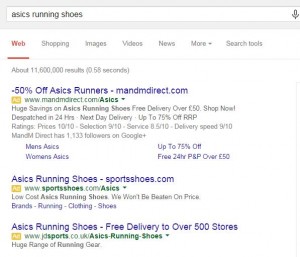 asics running shoes
Web Shopping Images Videos News More Search tools
About 11,600,000 results (0.58 seconds)
-50% Off Asics Runners - mandmdirect.com
Ad www.mandmdirect.com/Asics
Huge Savings on Asics Running Shoes Free Delivery Over £50. Shop Now!
Despatched in 24 Hrs · Next Day Delivery · Up To 75% Off RRP
Ratings: Prices 10/10 - Selection 9/10 - Service 8.5/10 - Delivery speed 9/10
MandM Direct has 1,133 followers on Google+
Mens Asics Up To 75% Off
Womens Asics Free 24hr P&P Over £50
Asics Running Shoes - sportsshoes.com
Ad www.sportsshoes.com/Asics
Low Cost Asics Running Shoes. We Won't Be Beaten On Price.
Brands - Running - Clothing - Shoes
Asics Running Shoes - Free Delivery to Over 500 Stores
Ad www.jdsports.co.uk/Asics-Running-Shoes
Huge Range of Running Gear.